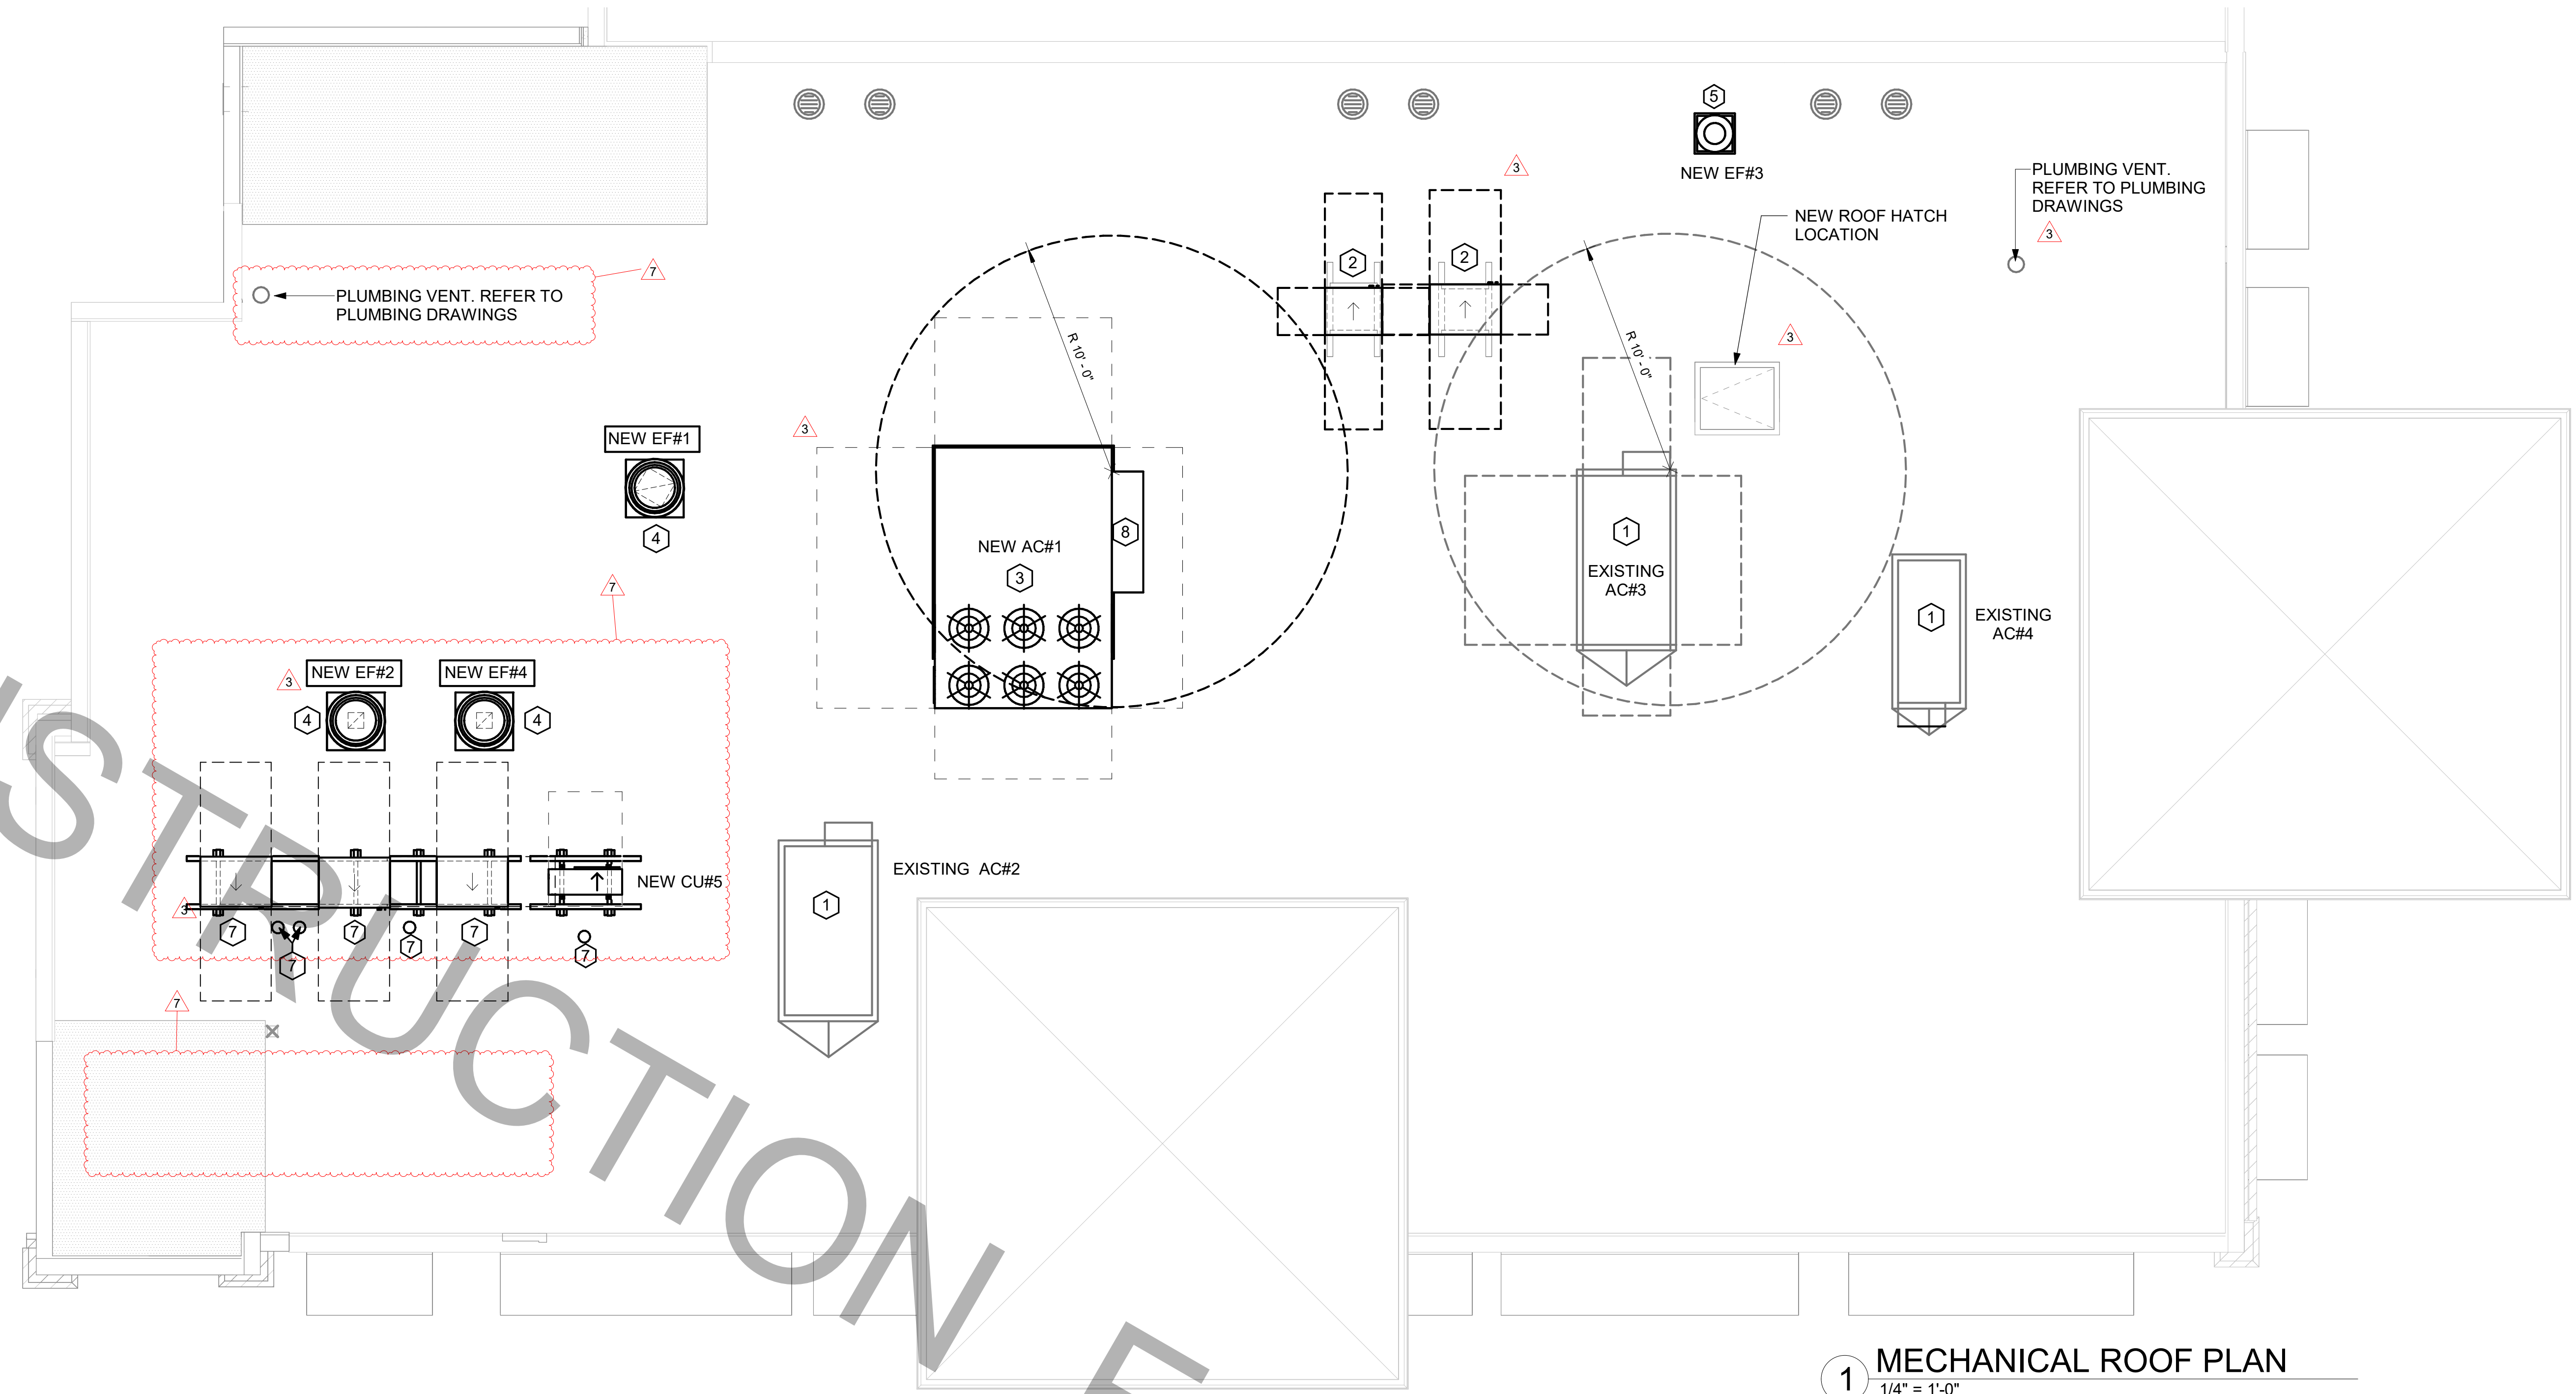 5
NEW EF#3
3
PLUMBING VENT.
REFER TO PLUMBING
DRAWINGS
3
NEW ROOF HATCH
LOCATION
3
2
2
7
PLUMBING VENT. REFER TO
PLUMBING DRAWINGS
R 10' - 0"
R 10' - 0"
3
NEW EF#1
4
NEW AC#1
3
8
1
EXISTING
AC#3
1
EXISTING
AC#4
7
NEW EF#2
NEW EF#4
3
4
4
NEW CU#5
3
7
7
7
7
7
7
EXISTING AC#2
1
7
STRUCTION
1
MECHANICAL ROOF PLAN
1/4" = 1'-0"